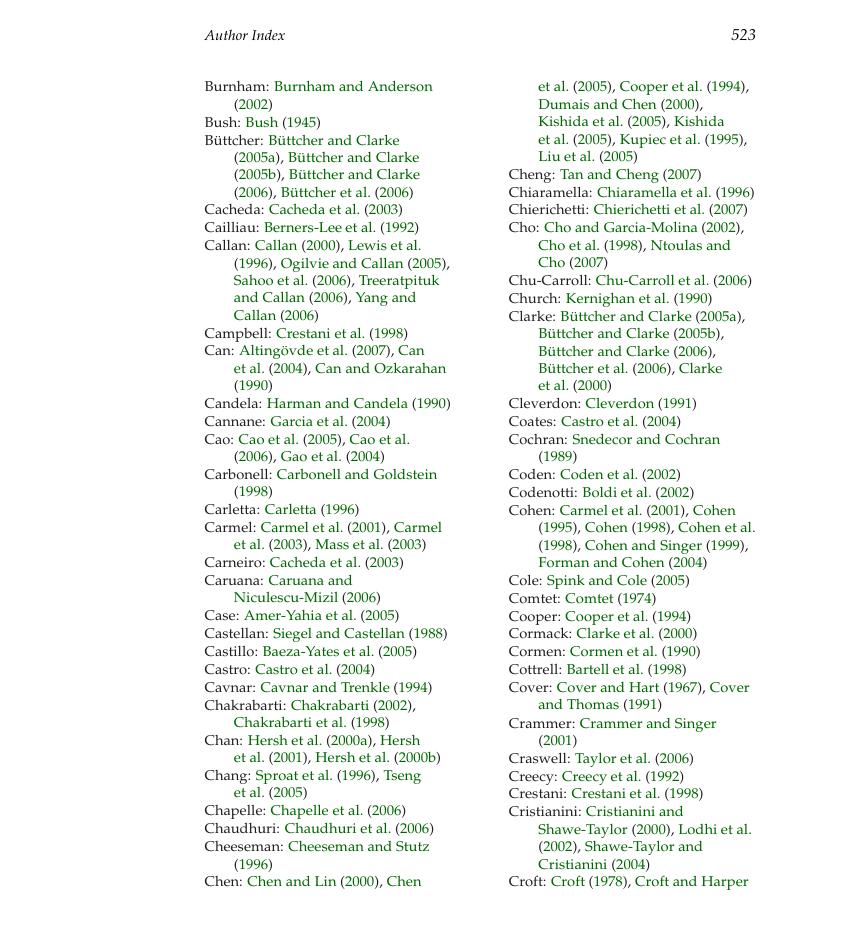 Author Index 523
Burnham: Burnham and Anderson
(2002)
Bush: Bush (1945)
Büttcher: Büttcher and Clarke
(2005a), Büttcher and Clarke
(2005b), Büttcher and Clarke
(2006), Büttcher et al. (2006)
Cacheda: Cacheda et al. (2003)
Cailliau: Berners-Lee et al. (1992)
Callan: Callan (2000), Lewis et al.
(1996), Ogilvie and Callan (2005),
Sahoo et al. (2006), Treeratpituk
and Callan (2006), Yang and
Callan (2006)
Campbell: Crestani et al. (1998)
Can: Altingövde et al. (2007), Can
et al. (2004), Can and Ozkarahan
(1990)
Candela: Harman and Candela (1990)
Cannane: Garcia et al. (2004)
Cao: Cao et al. (2005), Cao et al.
(2006), Gao et al. (2004)
Carbonell: Carbonell and Goldstein
(1998)
Carletta: Carletta (1996)
Carmel: Carmel et al. (2001), Carmel
et al. (2003), Mass et al. (2003)
Carneiro: Cacheda et al. (2003)
Caruana: Caruana and
Niculescu-Mizil (2006)
Case: Amer-Yahia et al. (2005)
Castellan: Siegel and Castellan (1988)
Castillo: Baeza-Yates et al. (2005)
Castro: Castro et al. (2004)
Cavnar: Cavnar and Trenkle (1994)
Chakrabarti: Chakrabarti (2002),
Chakrabarti et al. (1998)
Chan: Hersh et al. (2000a), Hersh
et al. (2001), Hersh et al. (2000b)
Chang: Sproat et al. (1996), Tseng
et al. (2005)
Chapelle: Chapelle et al. (2006)
Chaudhuri: Chaudhuri et al. (2006)
Cheeseman: Cheeseman and Stutz
(1996)
Chen: Chen and Lin (2000), Chen
et al. (2005), Cooper et al. (1994),
Dumais and Chen (2000),
Kishida et al. (2005), Kishida
et al. (2005), Kupiec et al. (1995),
Liu et al. (2005)
Cheng: Tan and Cheng (2007)
Chiaramella: Chiaramella et al. (1996)
Chierichetti: Chierichetti et al. (2007)
Cho: Cho and Garcia-Molina (2002),
Cho et al. (1998), Ntoulas and
Cho (2007)
Chu-Carroll: Chu-Carroll et al. (2006)
Church: Kernighan et al. (1990)
Clarke: Büttcher and Clarke (2005a),
Büttcher and Clarke (2005b),
Büttcher and Clarke (2006),
Büttcher et al. (2006), Clarke
et al. (2000)
Cleverdon: Cleverdon (1991)
Coates: Castro et al. (2004)
Cochran: Snedecor and Cochran
(1989)
Coden: Coden et al. (2002)
Codenotti: Boldi et al. (2002)
Cohen: Carmel et al. (2001), Cohen
(1995), Cohen (1998), Cohen et al.
(1998), Cohen and Singer (1999),
Forman and Cohen (2004)
Cole: Spink and Cole (2005)
Comtet: Comtet (1974)
Cooper: Cooper et al. (1994)
Cormack: Clarke et al. (2000)
Cormen: Cormen et al. (1990)
Cottrell: Bartell et al. (1998)
Cover: Cover and Hart (1967), Cover
and Thomas (1991)
Crammer: Crammer and Singer
(2001)
Craswell: Taylor et al. (2006)
Creecy: Creecy et al. (1992)
Crestani: Crestani et al. (1998)
Cristianini: Cristianini and
Shawe-Taylor (2000), Lodhi et al.
(2002), Shawe-Taylor and
Cristianini (2004)
Croft: Croft (1978), Croft and Harper